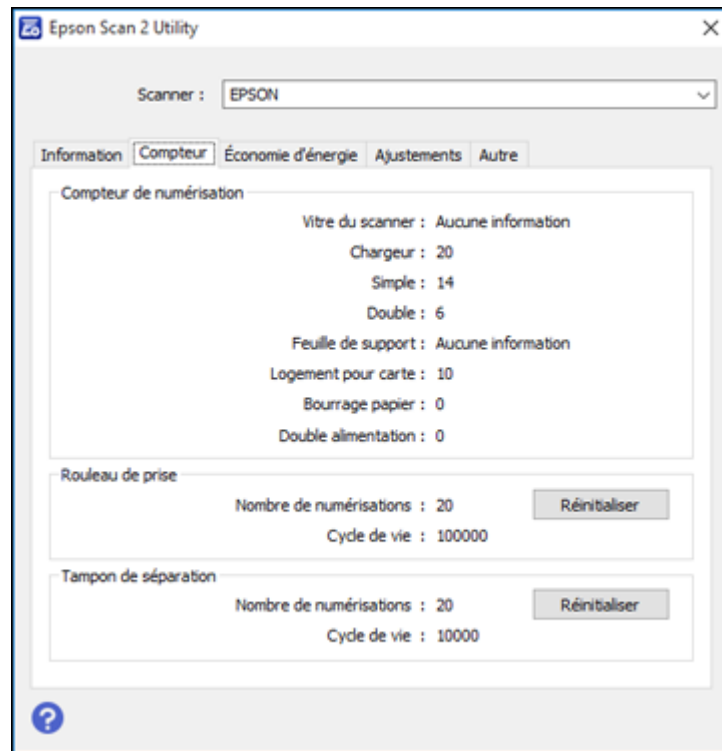 Epson Scan 2 Utility
Scanner : EPSON
Information Compteur Économie d'énergie Ajustements Autre
Compteur de numérisation
Vitre du scanner : Aucune information
Chargeur : 20
Simple : 14
Double : 6
Feuille de support : Aucune information
Logement pour carte : 10
Bourrage papier : 0
Double alimentation : 0
Rouleau de prise
Nombre de numérisations : 20 Réinitialiser
Cycle de vie : 100000
Tampon de séparation
Nombre de numérisations : 20 Réinitialiser
Cycle de vie : 10000
?